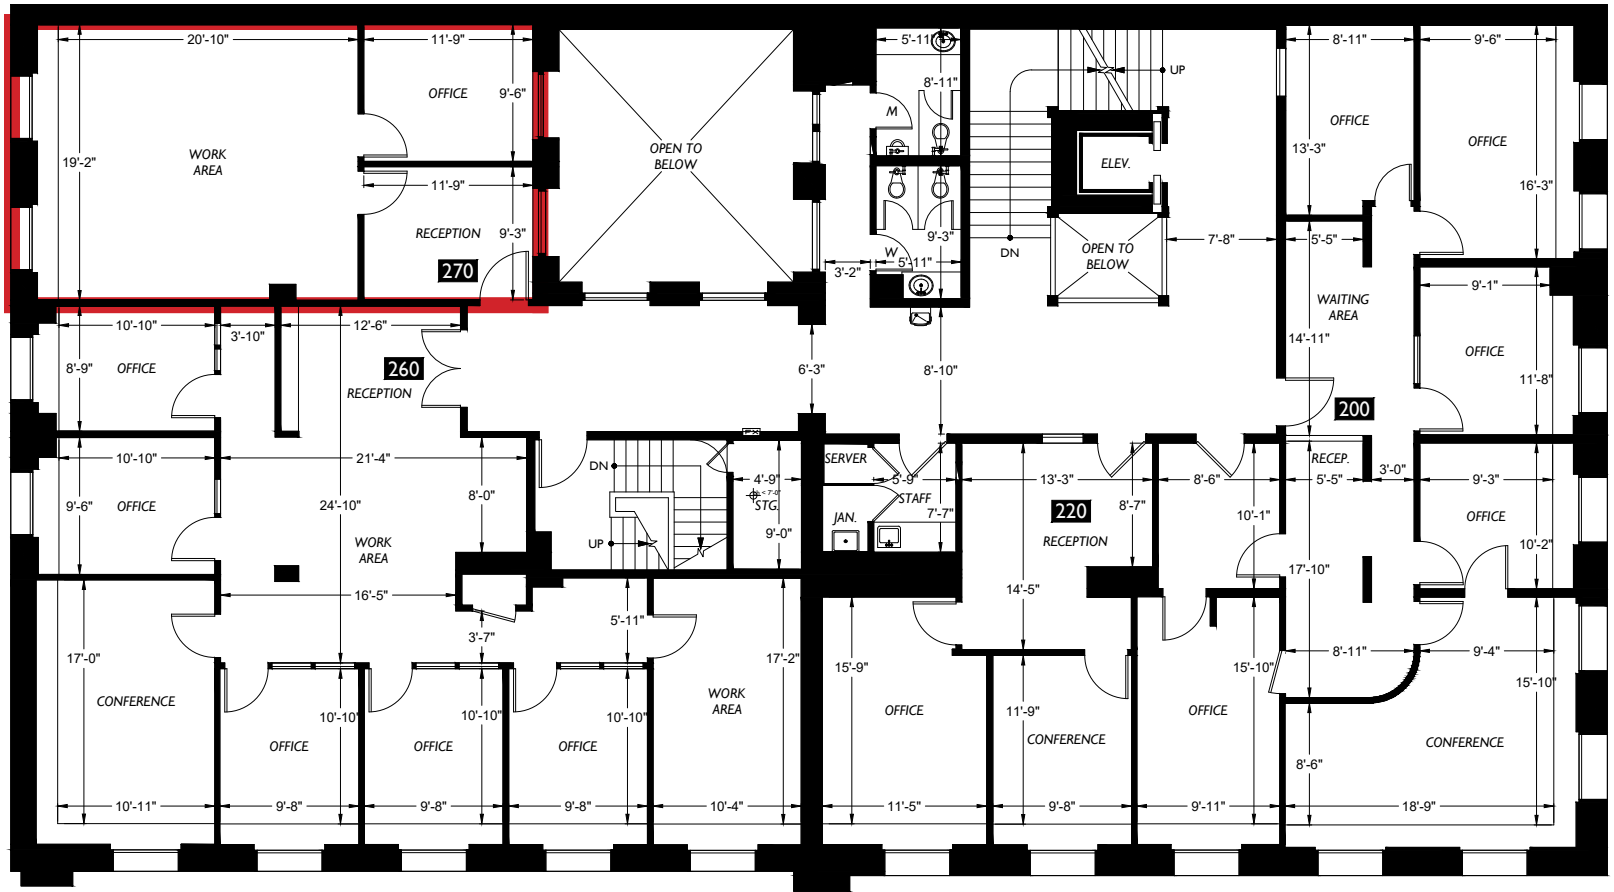 20'-10"
11'-9"
19'-2"
WORK
AREA
OFFICE
9'-6"
11'-9"
RECEPTION
9'-3"
270
OPEN TO
BELOW
5'-11"
8'-11"
M
W
9'-3"
5'-11"
3'-2"
UP
DN
ELEV.
OPEN TO
BELOW
7'-8"
8'-11"
OFFICE
13'-3"
9'-6"
OFFICE
16'-3"
5'-5"
WAITING
AREA
14'-11"
9'-1"
OFFICE
11'-8"
200
10'-10"
3'-10"
12'-6"
8'-9"
OFFICE
260
RECEPTION
6'-3"
8'-10"
10'-10"
21'-4"
9'-6"
OFFICE
24'-10"
8'-0"
WORK
AREA
16'-5"
3'-7"
DN
UP
4'-9"
< 7'-0"
STG.
9'-0"
SERVER
5'-9"
STAFF
JAN.
7'-7"
13'-3"
220
8'-7"
RECEPTION
14'-5"
8'-6"
10'-1"
RECEP.
5'-5"
3'-0"
17'-10"
9'-3"
OFFICE
10'-2"
17'-0"
CONFERENCE
10'-11"
10'-10"
OFFICE
9'-8"
10'-10"
OFFICE
9'-8"
5'-11"
10'-10"
OFFICE
9'-8"
17'-2"
WORK
AREA
10'-4"
15'-9"
OFFICE
11'-5"
11'-9"
CONFERENCE
9'-8"
15'-10"
OFFICE
9'-11"
8'-11"
9'-4"
15'-10"
CONFERENCE
8'-6"
18'-9"